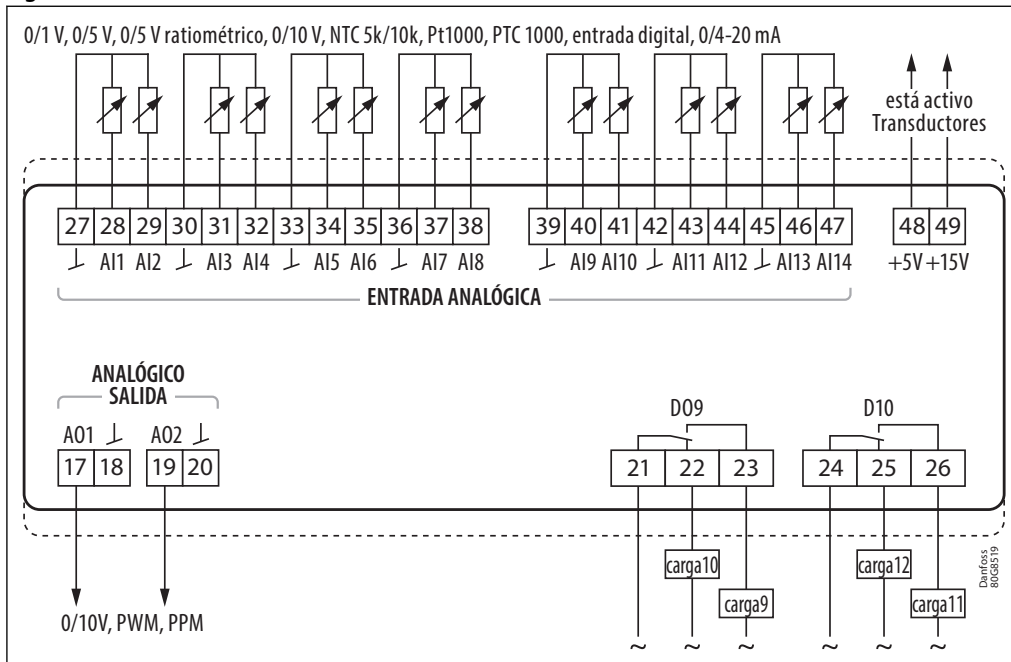 0/1 V, 0/5 V, 0/5 V ratiométrico, 0/10 V, NTC 5k/10k, Pt1000, PTC 1000, entrada digital, 0/4-20 mA
está activo
Transductores
27 28 29 30 31 32 33 34 35 36 37 38 39 40 41 42 43 44 45 46 47 48 49
AI1 AI2 AI3 AI4 AI5 AI6 AI7 AI8 AI9 AI10 AI11 AI12 AI13 AI14 +5V +15V
ENTRADA ANALÓGICA
ANALÓGICO
SALIDA
AO1 AO2
17 18 19 20
DO9 D10
21 22 23 24 25 26
carga10 carga12
carga9 carga11
0/10V, PWM, PPM
~ ~ ~ ~ ~ ~
Danfoss
80G8519